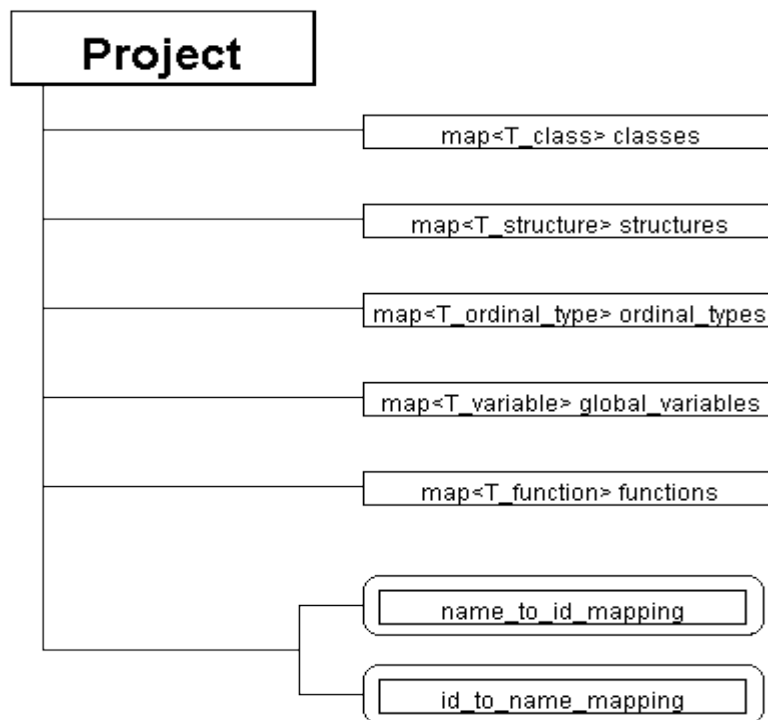 Project
map<T_class> classes
map<T_structure> structures
map<T_ordinal_type> ordinal_types
map<T_variable> global_variables
map<T_function> functions
name_to_id_mapping
id_to_name_mapping